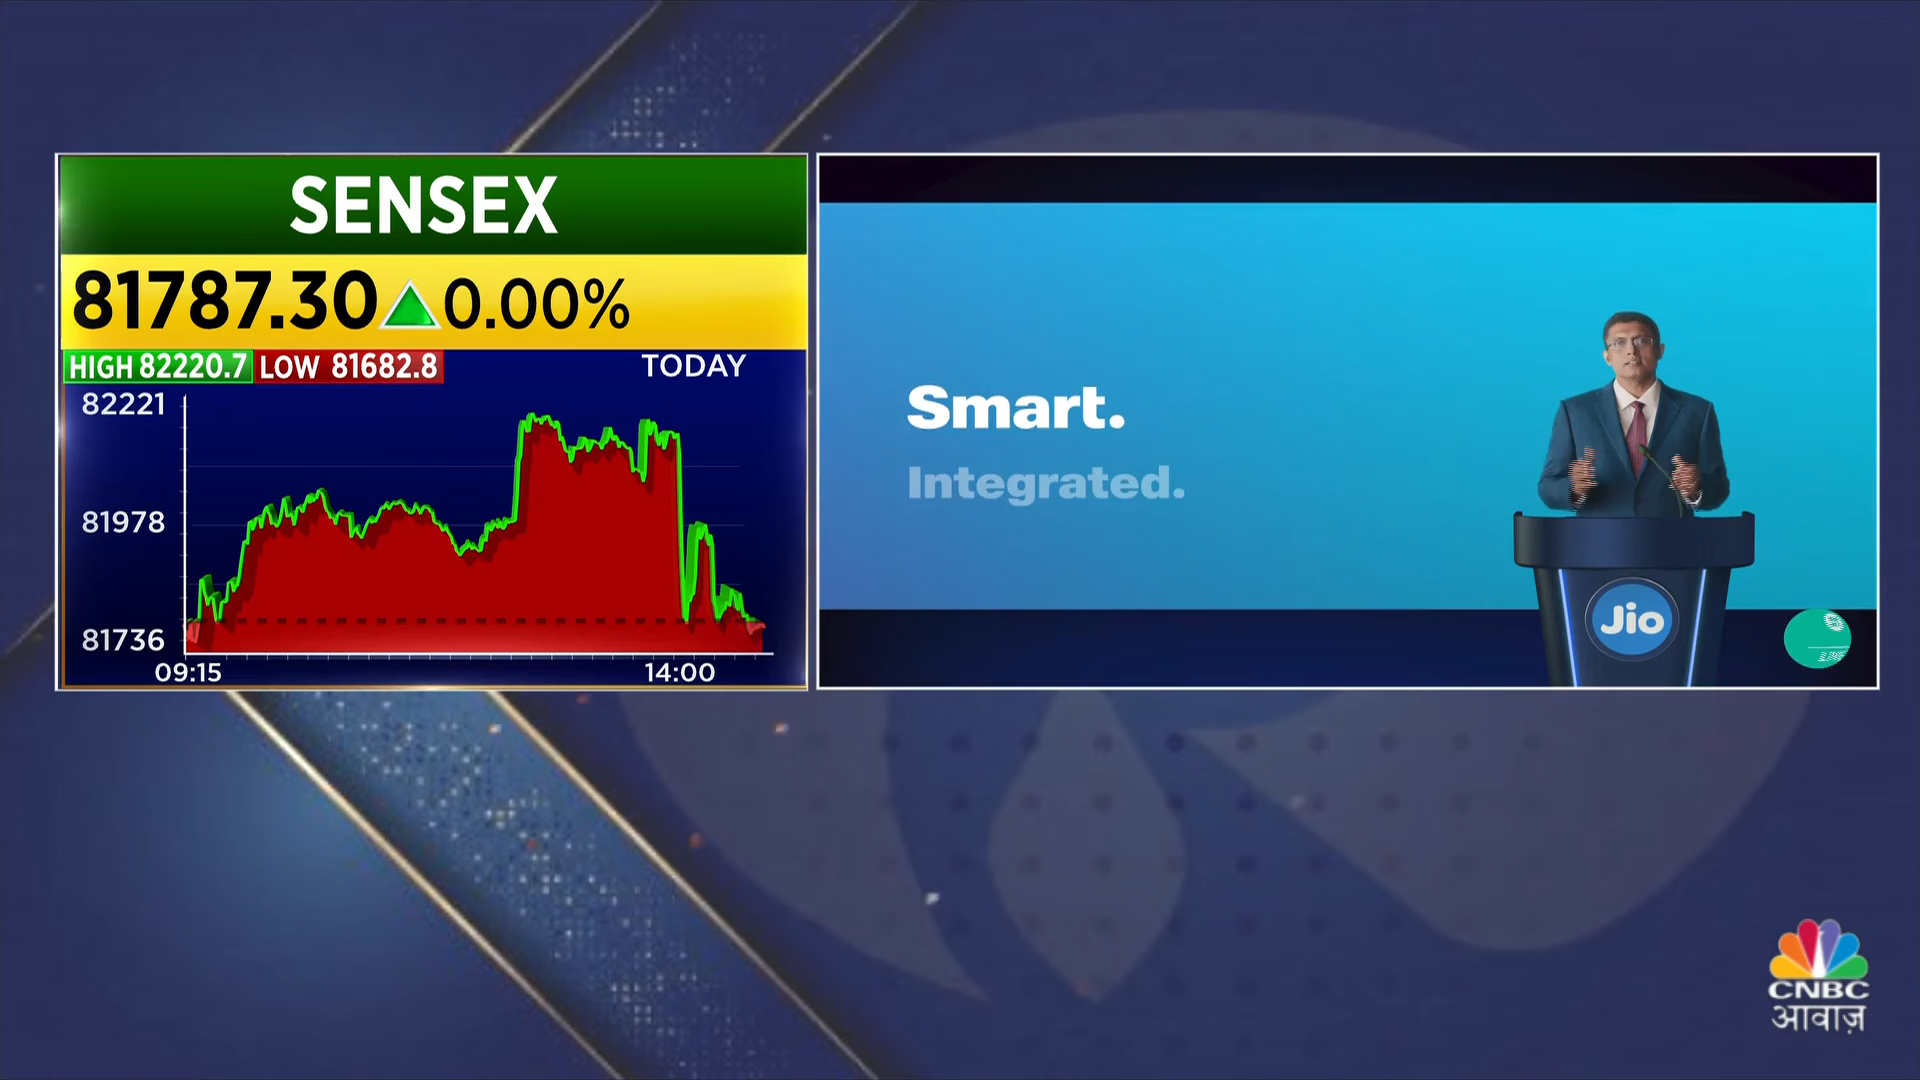 SENSEX
81787.30 0.00%
HIGH 82220.7 LOW 81682.8 TODAY
82221
81978
81736
09:15 14:00
Smart.
Integrated.
Jio
CNBC
आवाज़